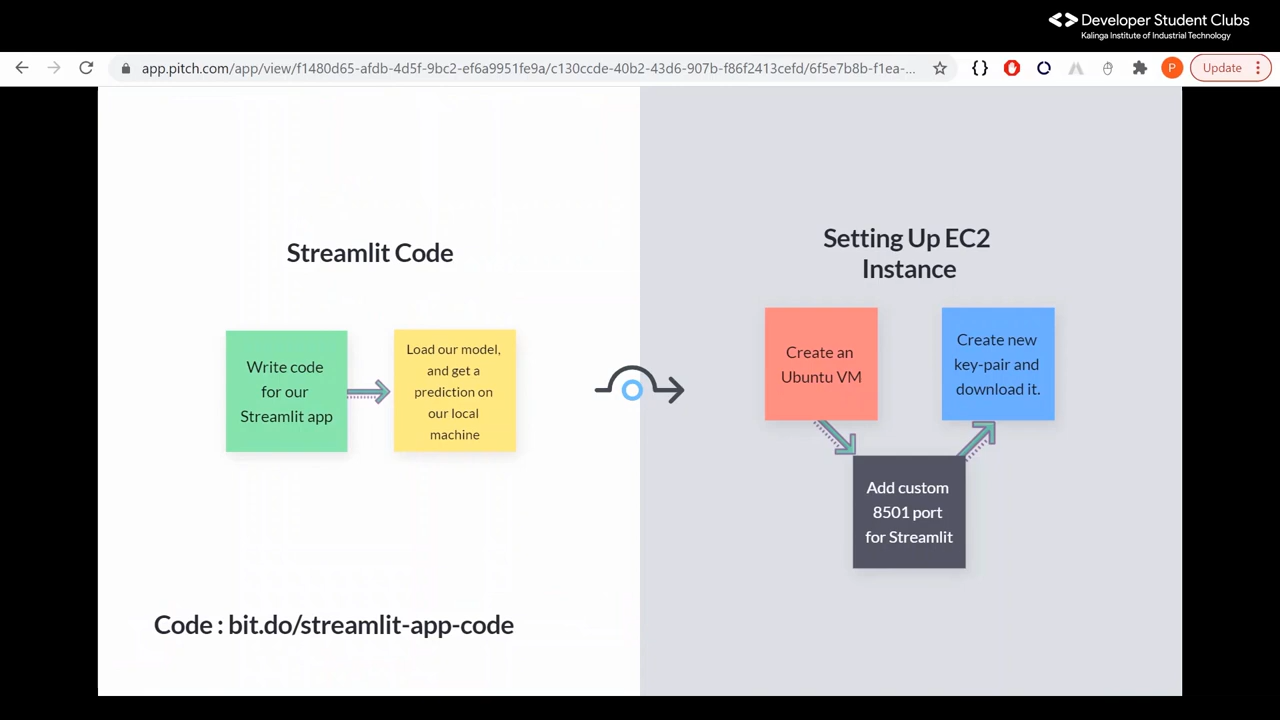 Developer Student Clubs
Kalinga Institute of Industrial Technology
app.pitch.com/app/view/f1480d65-afdb-4d5f-9bc2-ef6a9951fe9a/c130ccde-40b2-43d6-907b-f86f2413cefd/6f5e7b8b-f1ea-...
P
Update
Streamlit Code
Write code
for our
Streamlit app
Load our model,
and get a
prediction on
our local
machine
Code : bit.do/streamlit-app-code
Setting Up EC2
Instance
Create an
Ubuntu VM
Add custom
8501 port
for Streamlit
Create new
key-pair and
download it.